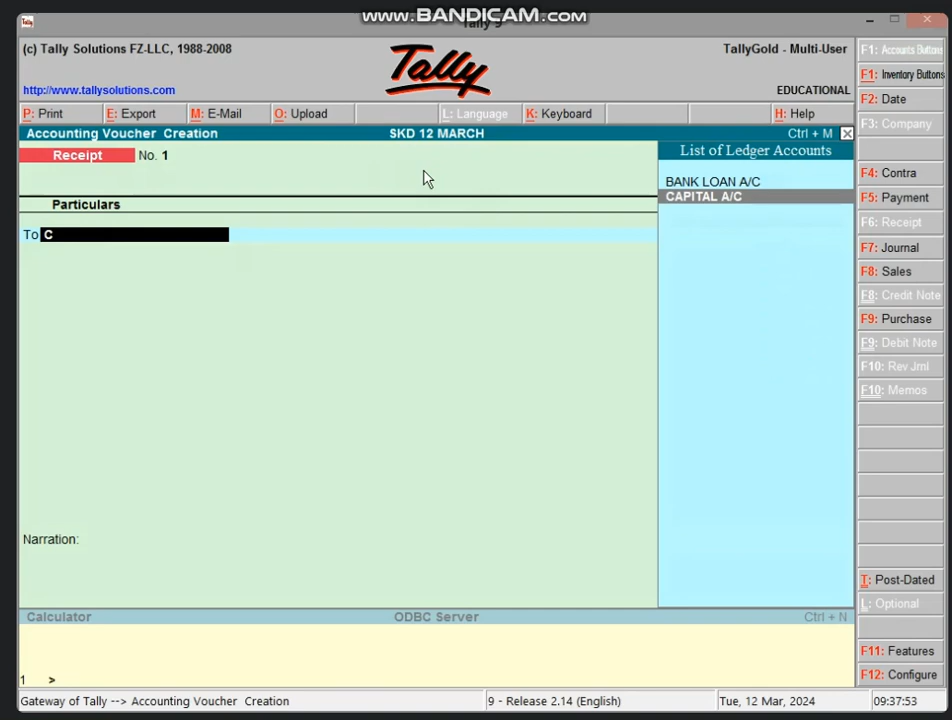 www.BANDICAM.com
Tally 9
(c) Tally Solutions FZ-LLC, 1988-2008
Tally
TallyGold - Multi-User
http://www.tallysolutions.com
EDUCATIONAL
P: Print
E: Export
M: E-Mail
O: Upload
L: Language
K: Keyboard
H: Help
Accounting Voucher Creation
SKD 12 MARCH
Ctrl + M
Receipt
No. 1
Particulars
To C
Narration:
List of Ledger Accounts
BANK LOAN A/C
CAPITAL A/C
F1: Accounts Buttons
F1: Inventory Buttons
F2: Date
F3: Company
F4: Contra
F5: Payment
F6: Receipt
F7: Journal
F8: Sales
F8: Credit Note
F9: Purchase
F9: Debit Note
F10: Rev Jrnl
F10: Memos
T: Post-Dated
L: Optional
F11: Features
F12: Configure
Calculator
ODBC Server
Ctrl + N
1 >
Gateway of Tally --> Accounting Voucher Creation
9 - Release 2.14 (English)
Tue, 12 Mar, 2024
09:37:53